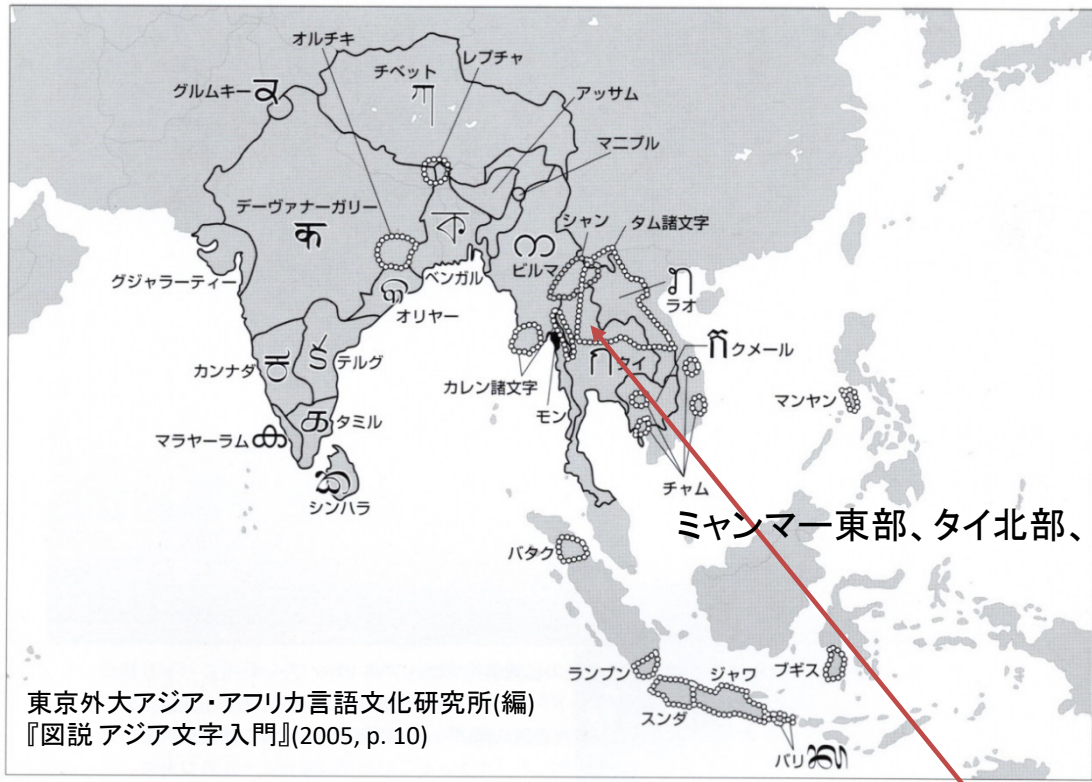 オルチキ
レプチャ
チベット
グルムキー
アッサム
マニプル
デーヴァナーガリー
क
シャン
タム諸文字
ビルマ
က
グジャラーティー
ベンガル
ক
ラオ
オリヤー
クメール
カンナダ
テルグ
タイ
ก
カレン諸文字
マンヤン
モン
マラヤーラム
タミル
த
シンハラ
チャム
ミャンマー東部、タイ北部、
バタク
ランプン
ジャワ
ブギス
スンダ
バリ
東京外大アジア・アフリカ言語文化研究所(編)
『図説 アジア文字入門』(2005, p. 10)